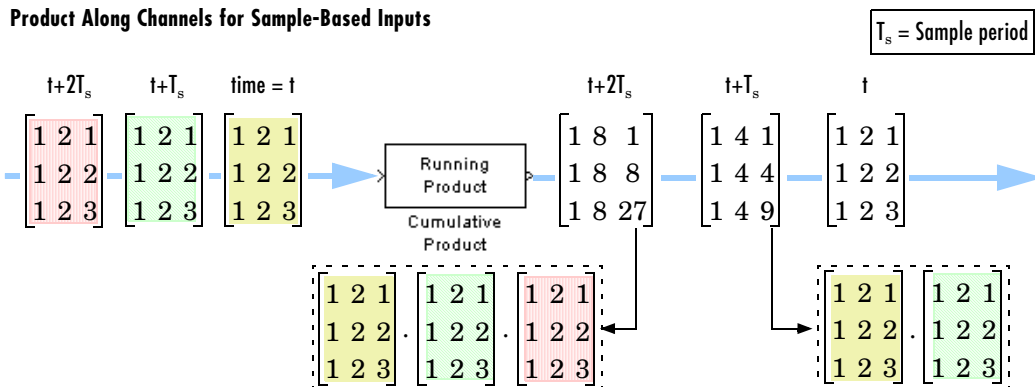 Product Along Channels for Sample-Based Inputs
Ts = Sample period
t+2Ts t+Ts time = t t+2Ts t+Ts t
1 2 1 1 2 1 1 2 1 1 8 1 1 4 1 1 2 1
1 2 2 1 2 2 1 2 2 Running 1 8 8 1 4 4 1 2 2
Product
1 2 3 1 2 3 1 2 3 1 8 27 1 4 9 1 2 3
Cumulative
Product
1 2 1 1 2 1 1 2 1 1 2 1 1 2 1
1 2 2 . 1 2 2 . 1 2 2 1 2 2 . 1 2 2
1 2 3 1 2 3 1 2 3 1 2 3 1 2 3